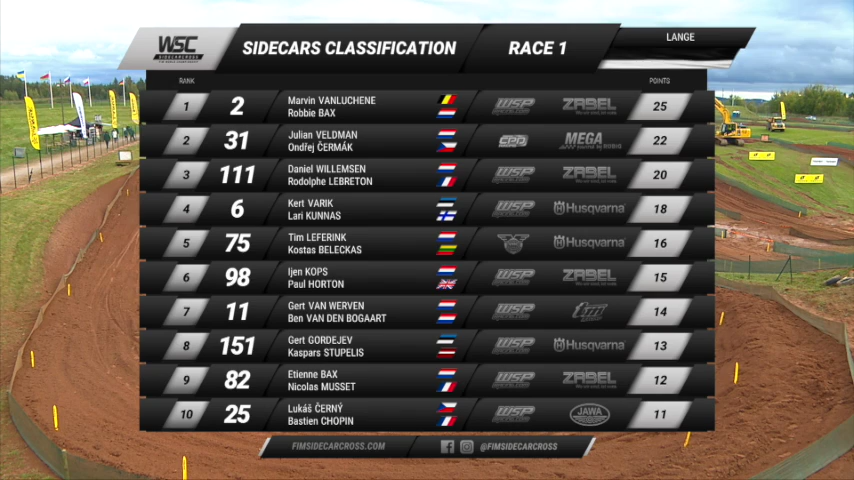 WSC
SIDECARCROSS
SIDECARS CLASSIFICATION
RACE 1
LANGE
RANK
POINTS
1 2 Marvin VANLUCHENE WSP ZABEL 25
Robbie BAX
2 31 Julian VELDMAN CPD MEGA 22
Ondřej ČERMÁK
3 111 Daniel WILLEMSEN WSP ZABEL 20
Rodolphe LEBRETON
4 6 Kert VARIK WSP Husqvarna 18
Lari KUNNAS
5 75 Tim LEFERINK Husqvarna 16
Kostas BELECKAS
6 98 Ijen KOPS WSP ZABEL 15
Paul HORTON
7 11 Gert VAN WERVEN WSP tm 14
Ben VAN DEN BOGAART
8 151 Gert GORDEJEV WSP Husqvarna 13
Kaspars STUPELIS
9 82 Etienne BAX WSP ZABEL 12
Nicolas MUSSET
10 25 Lukáš ČERNÝ WSP JAWA 11
Bastien CHOPIN
FIMSIDECARCROSS.COM
@FIMSIDECARCROSS